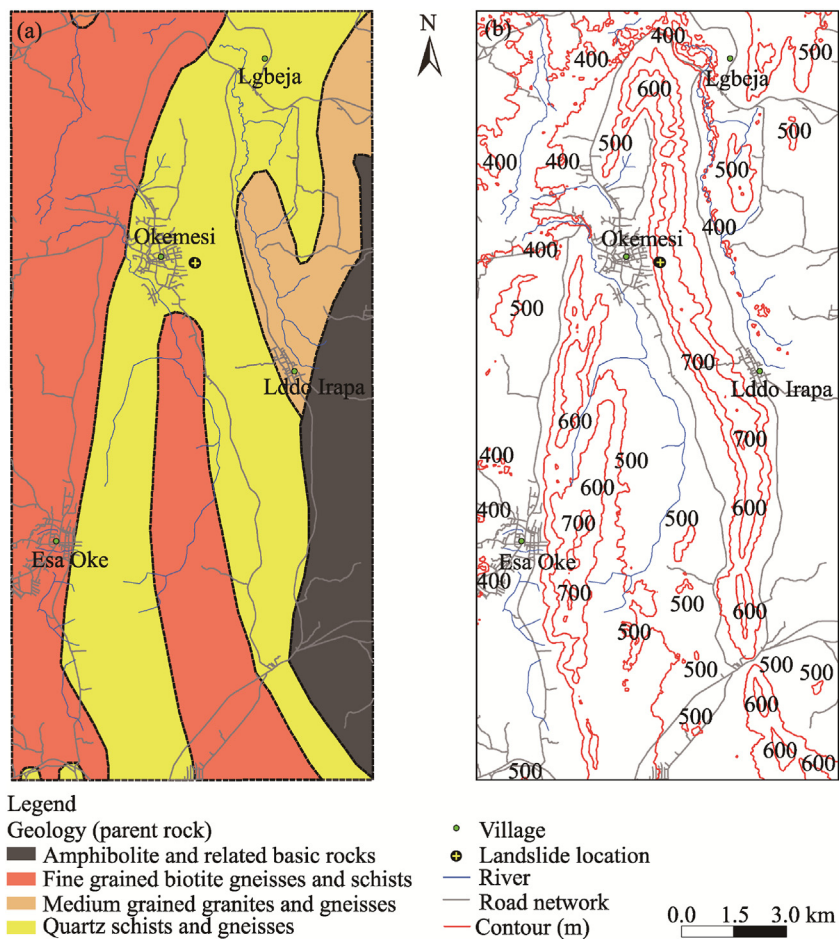 (a)
Lgbeja
Okemesi
Lddo Irapa
Esa Oke
N
(b)
400
400
500
Lgbeja
600
500
500
400
400
500
Okemesi
400
400
500
700
Lddo Irapa
600
700
400
500
600
400
700
500
600
Esa Oke
400
700
500
600
500
500
500
500
600
500
600
600
500
Legend
Geology (parent rock)
Amphibolite and related basic rocks
Fine grained biotite gneisses and schists
Medium grained granites and gneisses
Quartz schists and gneisses
Village
Landslide location
River
Road network
Contour (m)
0.0 1.5 3.0 km